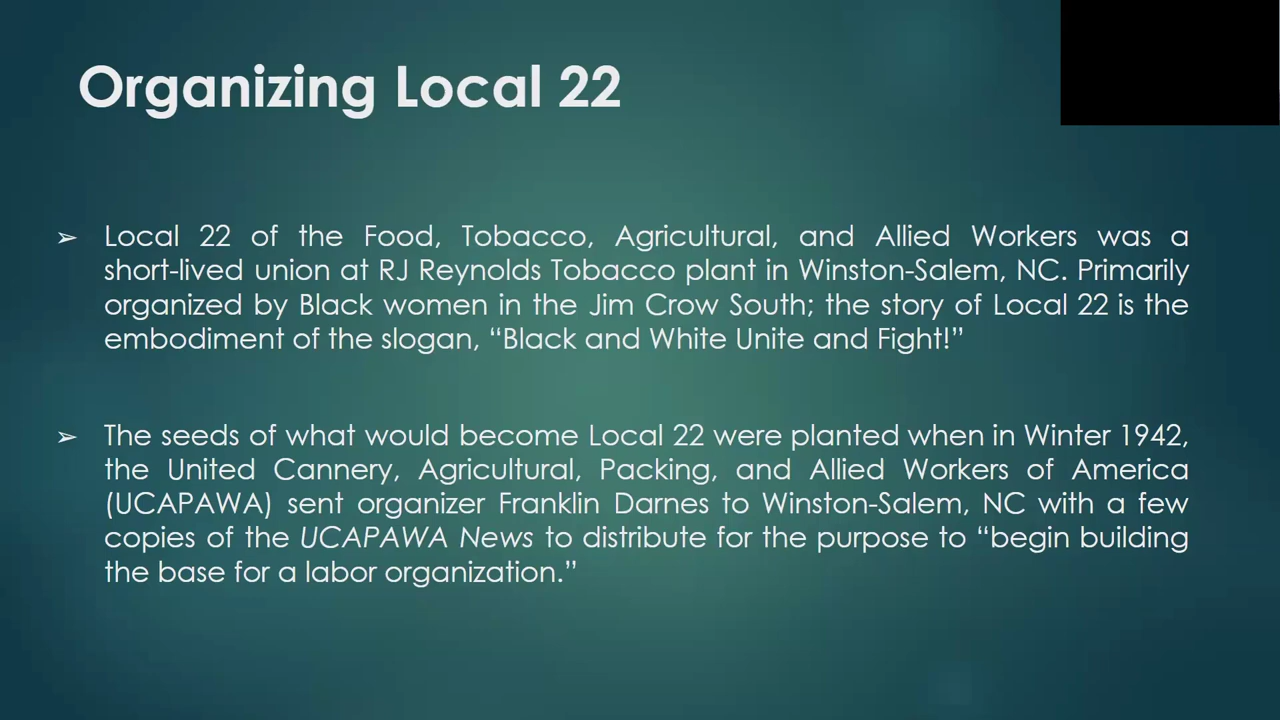 Organizing Local 22
➢ Local 22 of the Food, Tobacco, Agricultural, and Allied Workers was a
short-lived union at RJ Reynolds Tobacco plant in Winston-Salem, NC. Primarily
organized by Black women in the Jim Crow South; the story of Local 22 is the
embodiment of the slogan, “Black and White Unite and Fight!”
➢ The seeds of what would become Local 22 were planted when in Winter 1942,
the United Cannery, Agricultural, Packing, and Allied Workers of America
(UCAPAWA) sent organizer Franklin Darnes to Winston-Salem, NC with a few
copies of the UCAPAWA News to distribute for the purpose to “begin building
the base for a labor organization.”